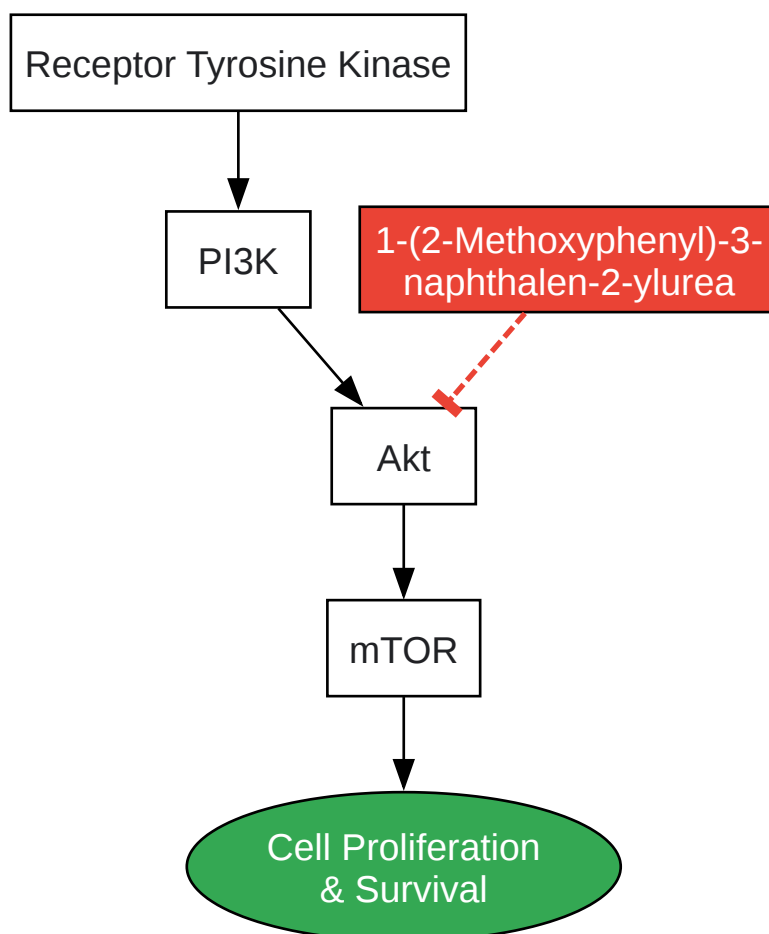 Receptor Tyrosine Kinase
PI3K
1-(2-Methoxyphenyl)-3-
naphthalen-2-ylurea
Akt
mTOR
Cell Proliferation
& Survival